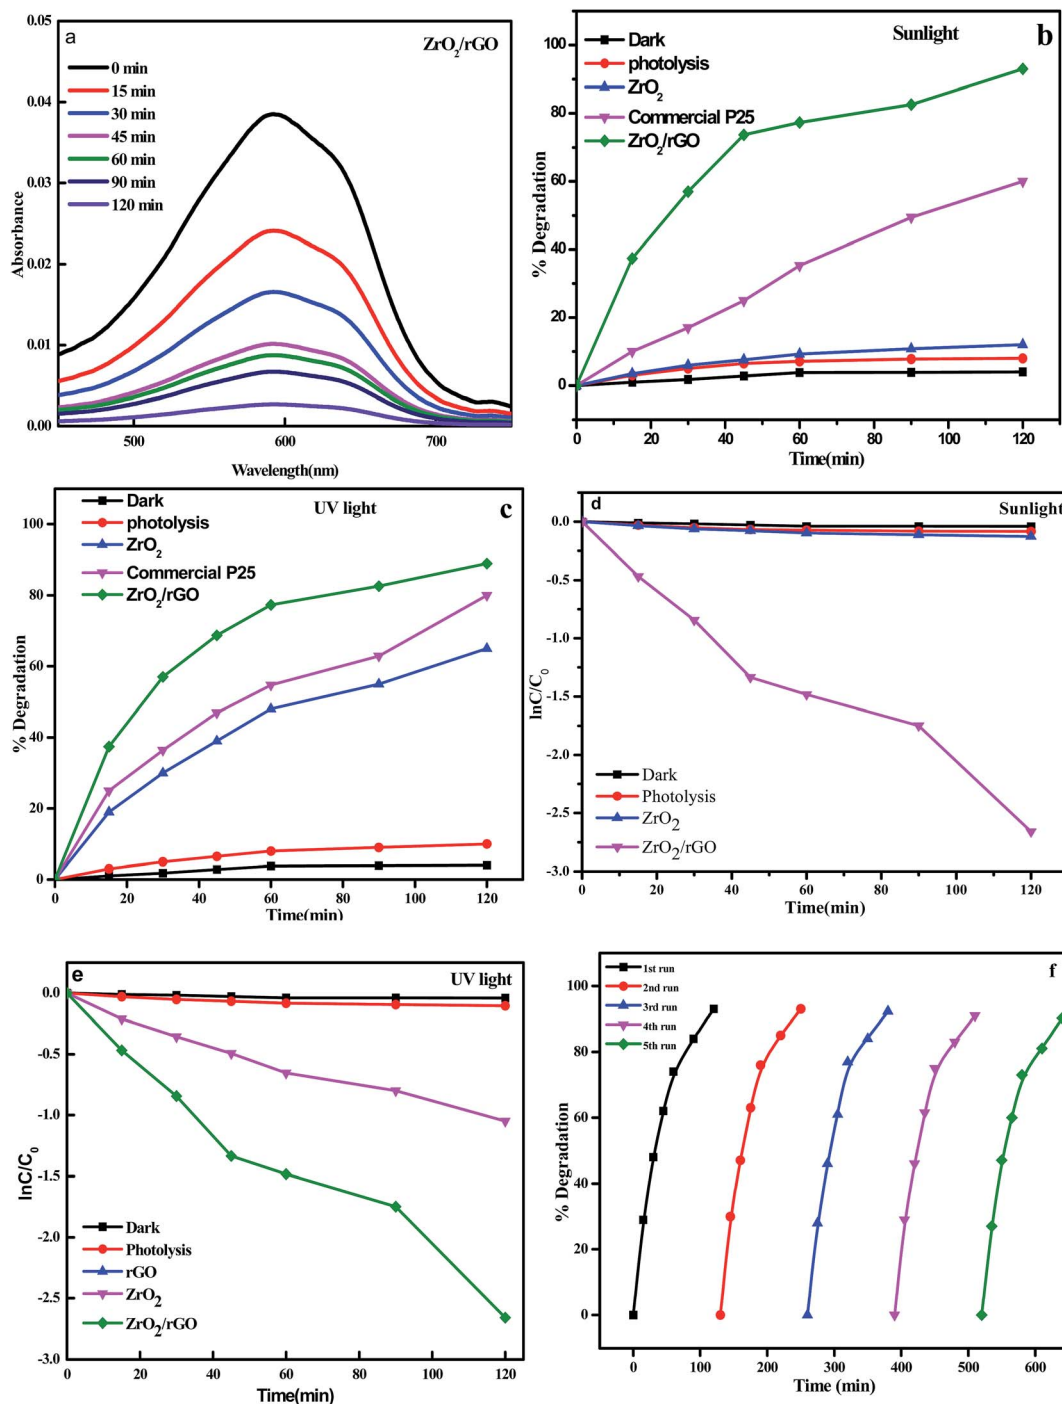 a
ZrO2/rGO
0 min
15 min
30 min
45 min
60 min
90 min
120 min
0.05
0.04
0.03
0.02
0.01
0.00
Absorbance
500
600
700
Wavelength(nm)
b
Sunlight
Dark
photolysis
ZrO2
Commercial P25
ZrO2/rGO
100
80
60
40
20
0
% Degradation
0
20
40
60
80
100
120
Time(min)
c
UV light
Dark
photolysis
ZrO2
Commercial P25
ZrO2/rGO
100
80
60
40
20
0
% Degradation
0
20
40
60
80
100
120
Time(min)
d
Sunlight
0.0
-0.5
-1.0
-1.5
-2.0
-2.5
-3.0
lnC/C0
Dark
Photolysis
ZrO2
ZrO2/rGO
0
20
40
60
80
100
120
Time(min)
e
UV light
0.0
-0.5
-1.0
-1.5
-2.0
-2.5
-3.0
lnC/C0
Dark
Photolysis
rGO
ZrO2
ZrO2/rGO
0
20
40
60
80
100
120
Time(min)
f
1st run
2nd run
3rd run
4th run
5th run
100
80
60
40
20
0
% Degradation
0
100
200
300
400
500
600
Time (min)